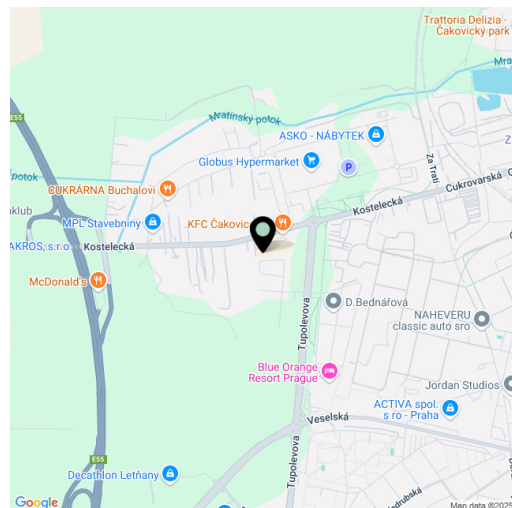 Trattoria Delizia -
Čakovický park
Mra
Mratínský potok
E55
ASKO - NÁBYTEK
Globus Hypermarket
P
Z
Za Tratí
potok
CUKRÁRNA Buchalovi
Cukrovarská
Kostelecká
nklub
MPL Stavebniny
KFC Čakovic
AKROS, s.r.o.
Kostelecká
McDonald's
D.Bednářová
Tupolevova
NAHEVERU
classic auto sro
Blue Orange
Resort Prague
Jordan Studios
ACTIVA spol.
s ro - Praha
Veselská
Tupolevova
E55
Decathlon Letňany
Google
Map data ©2025